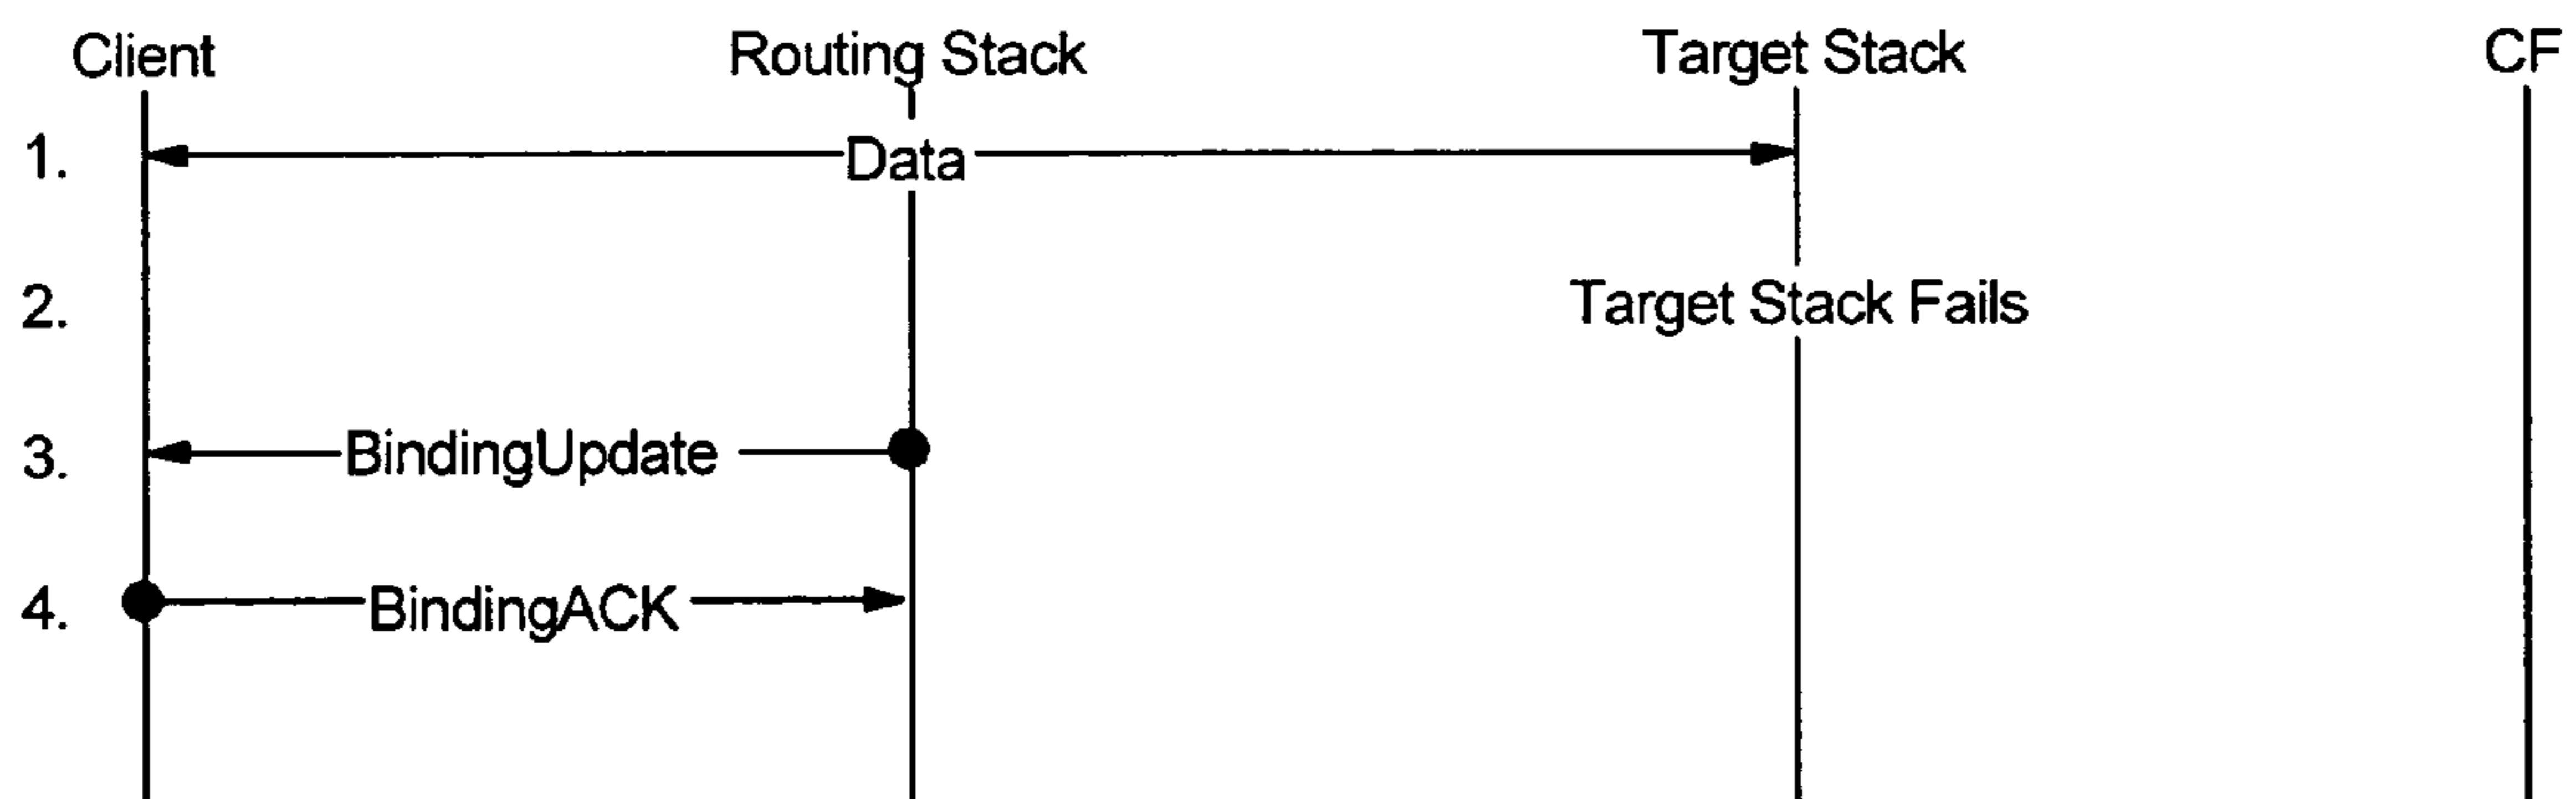 Client Routing Stack Target Stack CF
1. Data
2. Target Stack Fails
3. BindingUpdate
4. BindingACK